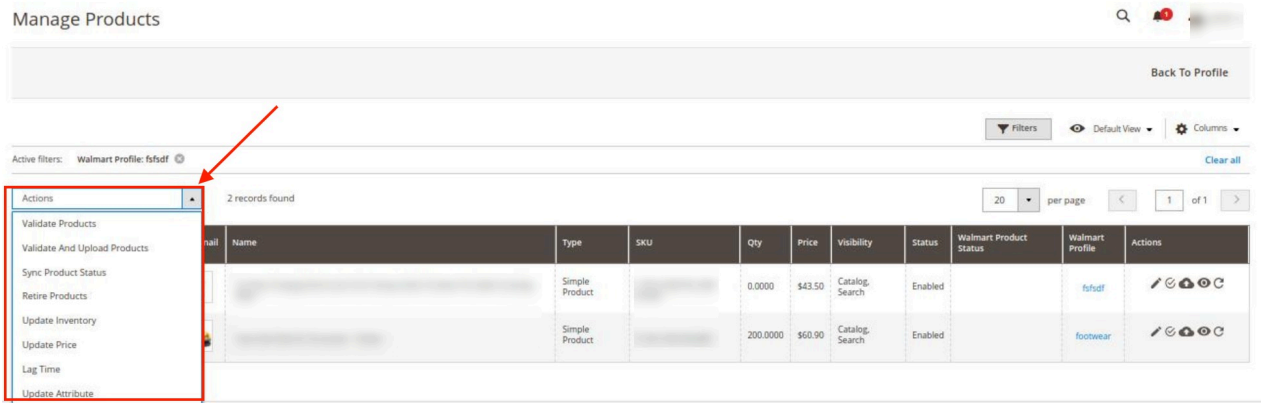 Manage Products
1
Back To Profile
Filters
Default View
Columns
Active filters: Walmart Profile: fsfsdf
Clear all
Actions
2 records found
20
per page
1
of 1
Validate Products
Validate And Upload Products
Sync Product Status
Retire Products
Update Inventory
Update Price
Lag Time
Update Attribute
nail Name Type SKU Qty Price Visibility Status Walmart Product Status Walmart Profile Actions
Simple Product 0.0000 $43.50 Catalog, Search Enabled fsfsdf
Simple Product 200.0000 $60.90 Catalog, Search Enabled footwear